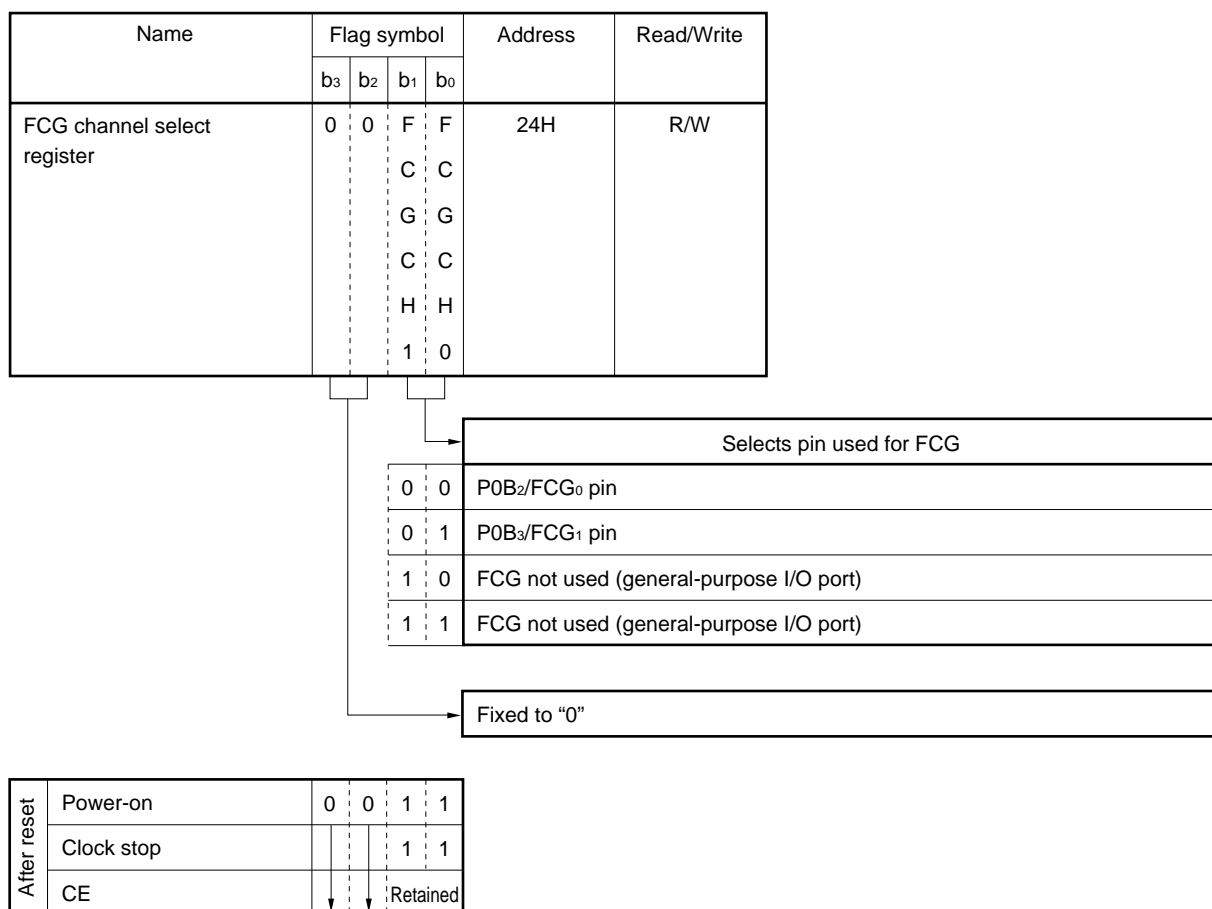 Name Flag symbol Address Read/Write
b3 b2 b1 b0
FCG channel select 0 0 F F 24H R/W
register
C C
G G
C C
H H
1 0
Selects pin used for FCG
0 0 P0B2/FCG0 pin
0 1 P0B3/FCG1 pin
1 0 FCG not used (general-purpose I/O port)
1 1 FCG not used (general-purpose I/O port)
Fixed to “0”
After reset
Power-on 0 0 1 1
Clock stop 1 1
CE Retained